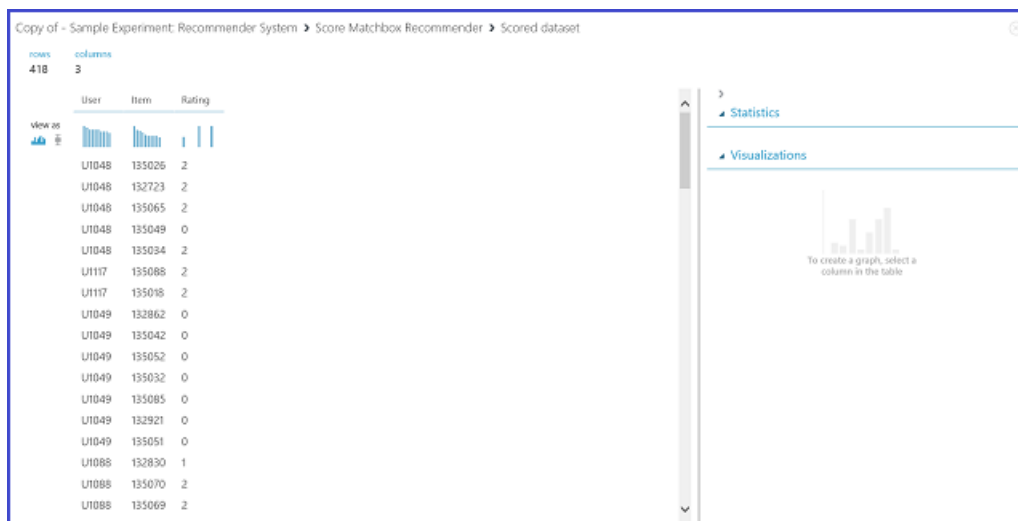 Copy of - Sample Experiment: Recommender System › Score Matchbox Recommender › Scored dataset
rows columns
418 3
User Item Rating
view as
U1048 135026 2
U1048 132723 2
U1048 135065 2
U1048 135049 0
U1048 135034 2
U1117 135088 2
U1117 135018 2
U1049 132862 0
U1049 135042 0
U1049 135052 0
U1049 135032 0
U1049 135085 0
U1049 132921 0
U1049 135051 0
U1088 132830 1
U1088 135070 2
U1088 135069 2
Statistics
Visualizations
To create a graph, select a
column in the table